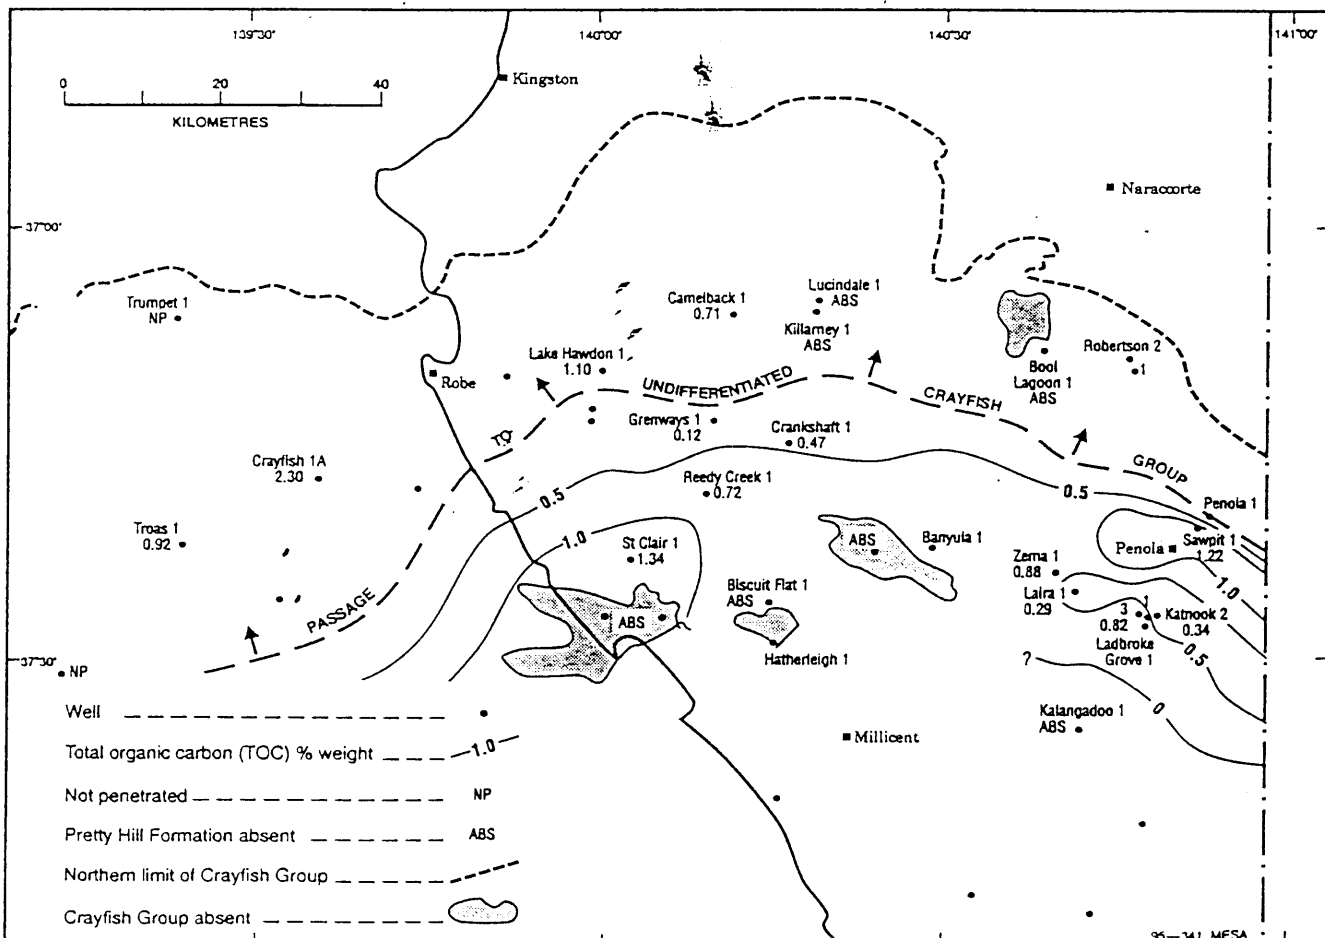 139°30'
140°00'
140°30'
141°00'
0
20
40
KILOMETRES
Kingston
Naracoorte
37°00'
Trumpet 1
NP
Camelback 1
0.71
Lucindale 1
ABS
Killarney 1
ABS
Robertson 2
1
Bool
Lagoon 1
ABS
Lake Hawdon 1
1.10
Robe
PASSAGE TO UNDIFFERENTIATED CRAYFISH GROUP
Grenways 1
0.12
Crankshaft 1
0.47
Crayfish 1A
2.30
Reedy Creek 1
0.72
0.5
0.5
Penola 1
Troas 1
0.92
1.0
St Clair 1
1.34
ABS
Banyula 1
Penola
Sawpit 1
1.22
Zema 1
0.88
1.0
Laira 1
0.29
Biscuit Flat 1
ABS
ABS
3
1
0.82
Katnook 2
0.34
Ladbroke
Grove 1
0.5
Hatherleigh 1
37°30'
NP
?
0
Kalangadoo 1
ABS
Millicent
Well
Total organic carbon (TOC) % weight
1.0
Not penetrated
NP
Pretty Hill Formation absent
ABS
Northern limit of Crayfish Group
Crayfish Group absent
95-341 MESA